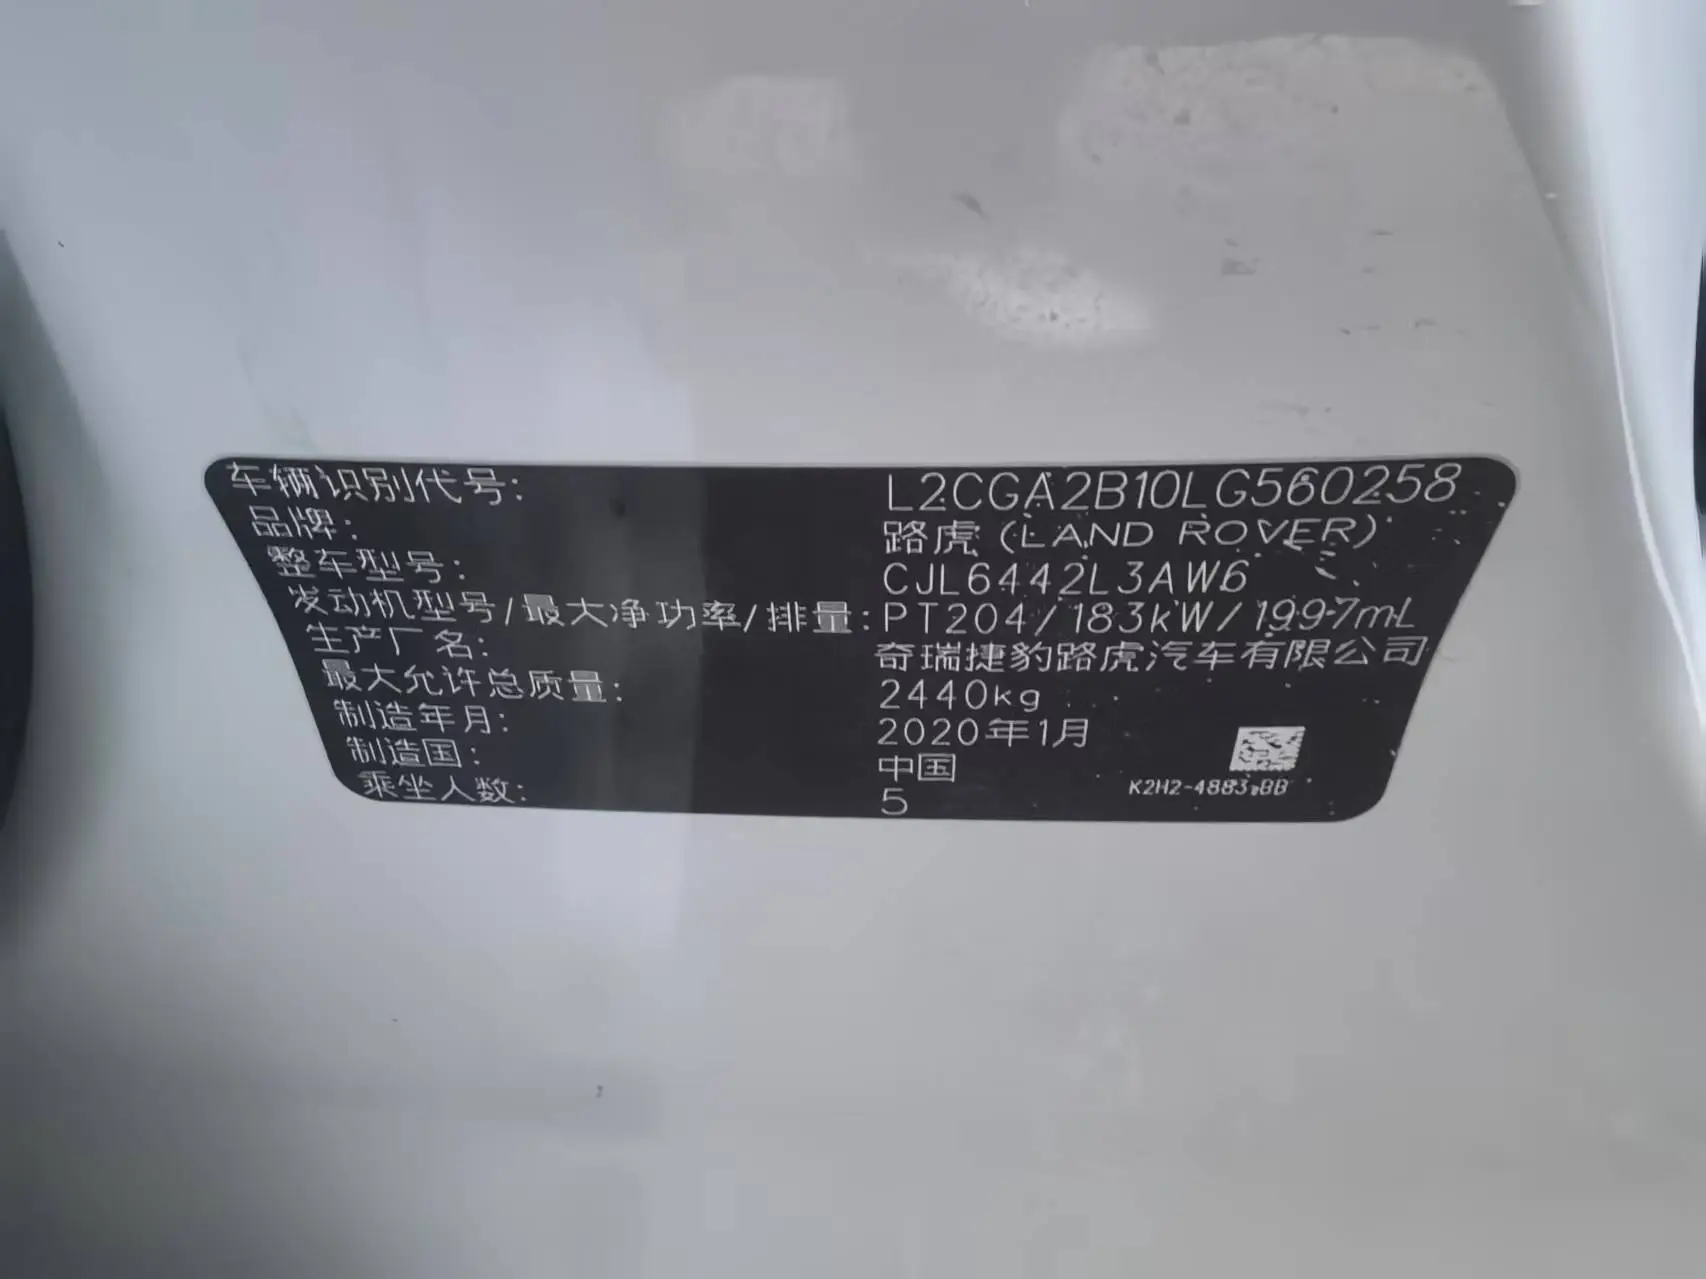 车辆识别代号: L2CGA2B10LG560258
品牌: 路虎 (LAND ROVER)
整车型号: CJL6442L3AW6
发动机型号/最大净功率/排量: PT204/183kW/1997mL
生产厂名: 奇瑞捷豹路虎汽车有限公司
最大允许总质量: 2440kg
制造年月: 2020年1月
制造国: 中国
乘坐人数: 5
K2H2-4883-BB